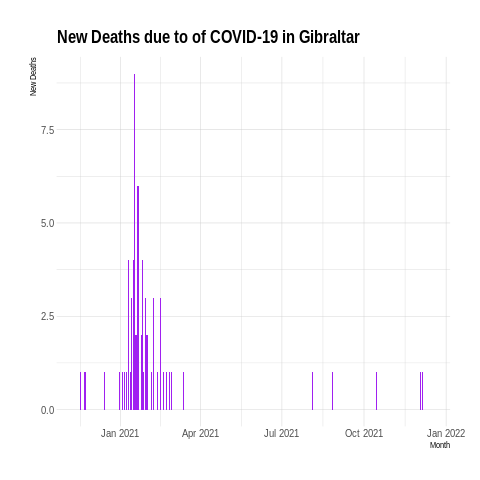 New Deaths due to of COVID-19 in Gibraltar
New Deaths
7.5
5.0
2.5
0.0
Jan 2021 Apr 2021 Jul 2021 Oct 2021 Jan 2022
Month